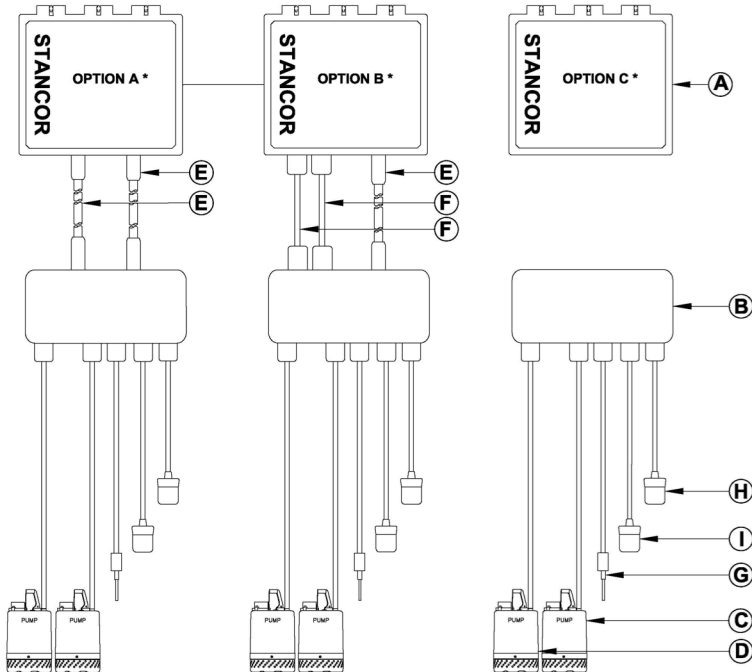 STANCOR
OPTION A *
STANCOR
OPTION B *
STANCOR
OPTION C *
A
E
E
E
F
F
B
H
I
G
C
D
PUMP
PUMP
PUMP
PUMP
PUMP
PUMP